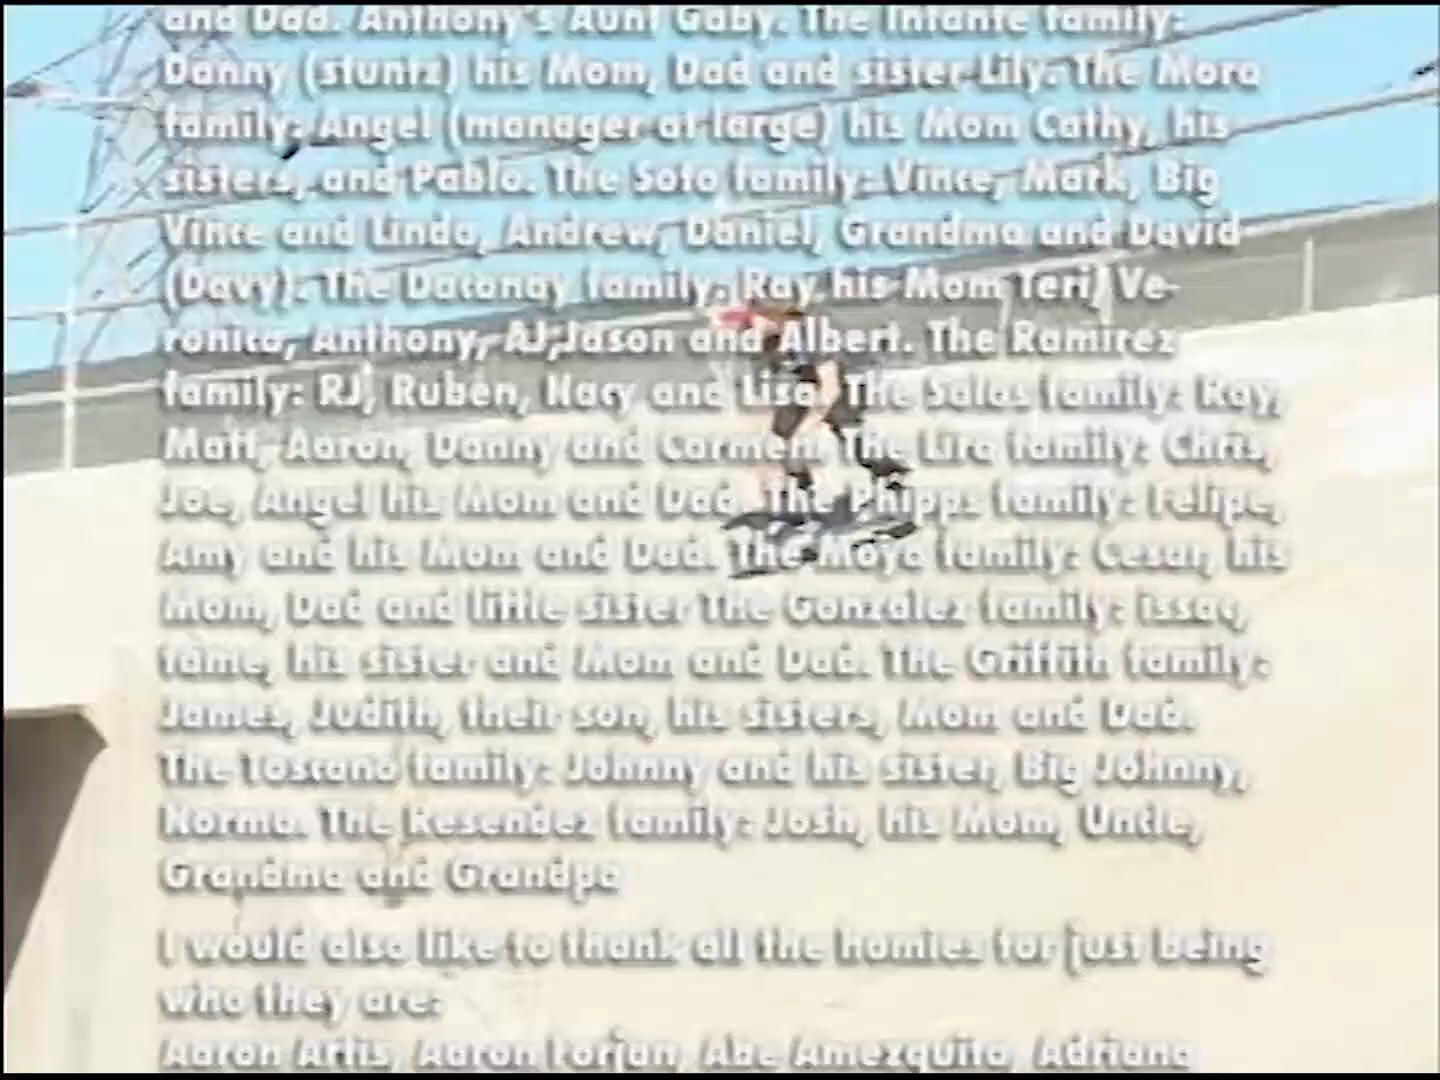 and Dad. Anthony's Aunt Gaby. The Infante family:
Danny (stuntz) his Mom, Dad and sister Lily. The Mora
family: Angel (manager at large) his Mom Cathy, his
sisters, and Pablo. The Soto family: Vince, Mark, Big
Vince and Linda, Andrew, Daniel, Grandma and David
(Davy). The Daconay family: Ray his Mom Teri, Ve-
ronica, Anthony, AJ, Jason and Albert. The Ramirez
family: RJ, Ruben, Nacy and Lisa. The Salas family: Ray,
Matt, Aaron, Danny and Carmen. The Lira family: Chris,
Joe, Angel his Mom and Dad. The Phipps family: Felipe,
Amy and his Mom and Dad. The Moya family: Cesar, his
Mom, Dad and little sister The Gonzalez family: issac,
his sister and Mom and Dad. The Griffith family:
James, Judith, their son, his sisters, Mom and Dad.
The Toscano family: Johnny and his sister, Big Johnny,
Norma. The Resendez family: Josh, his Mom, Uncle,
Grandma and Grandpa
I would also like to thank all the homies for just being
who they are:
Aaron Artis, Aaron Abe Amezquita, Adriana